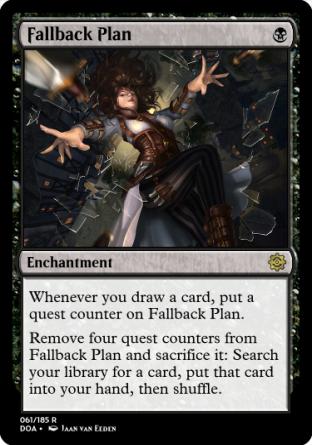 Fallback Plan
Enchantment
Whenever you draw a card, put a
quest counter on Fallback Plan.
Remove four quest counters from
Fallback Plan and sacrifice it: Search
your library for a card, put that card
into your hand, then shuffle.
061/185 R
DOA • Jaan van Eeden